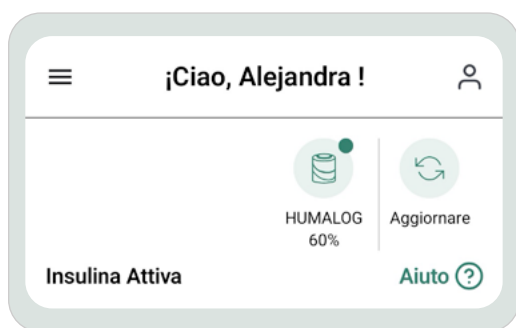 ¡Ciao, Alejandra !
HUMALOG
60%
Aggiornare
Insulina Attiva
Aiuto ?